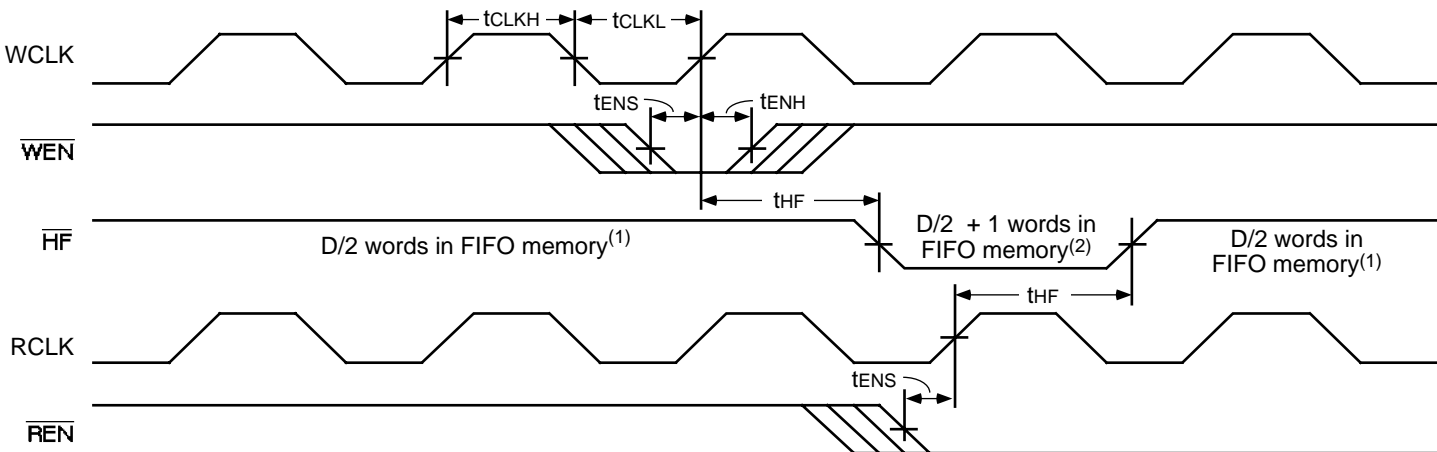 tCLKH
tCLKL
WCLK
tENS
tENH
WEN
tHF
HF
D/2 words in FIFO memory(1)
D/2 + 1 words in
FIFO memory(2)
D/2 words in
FIFO memory(1)
tHF
RCLK
tENS
REN